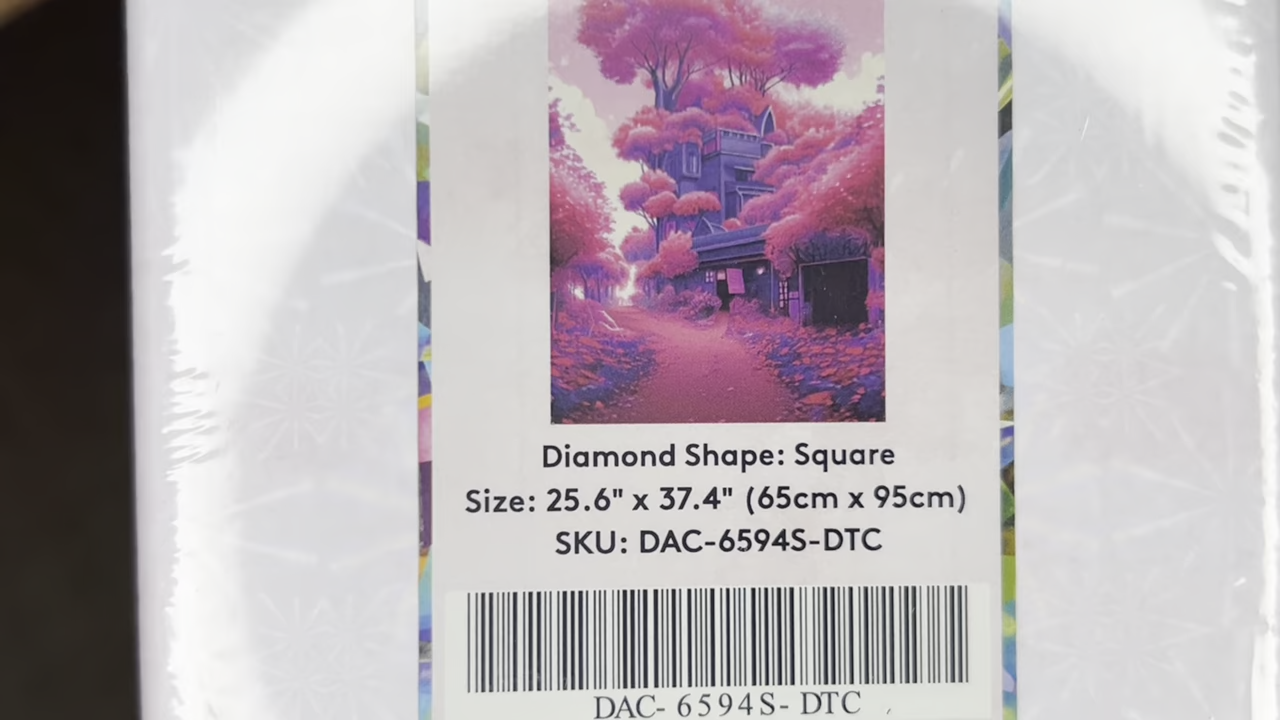 Diamond Shape: Square
Size: 25.6" x 37.4" (65cm x 95cm)
SKU: DAC-6594S-DTC
DAC- 6594S- DTC